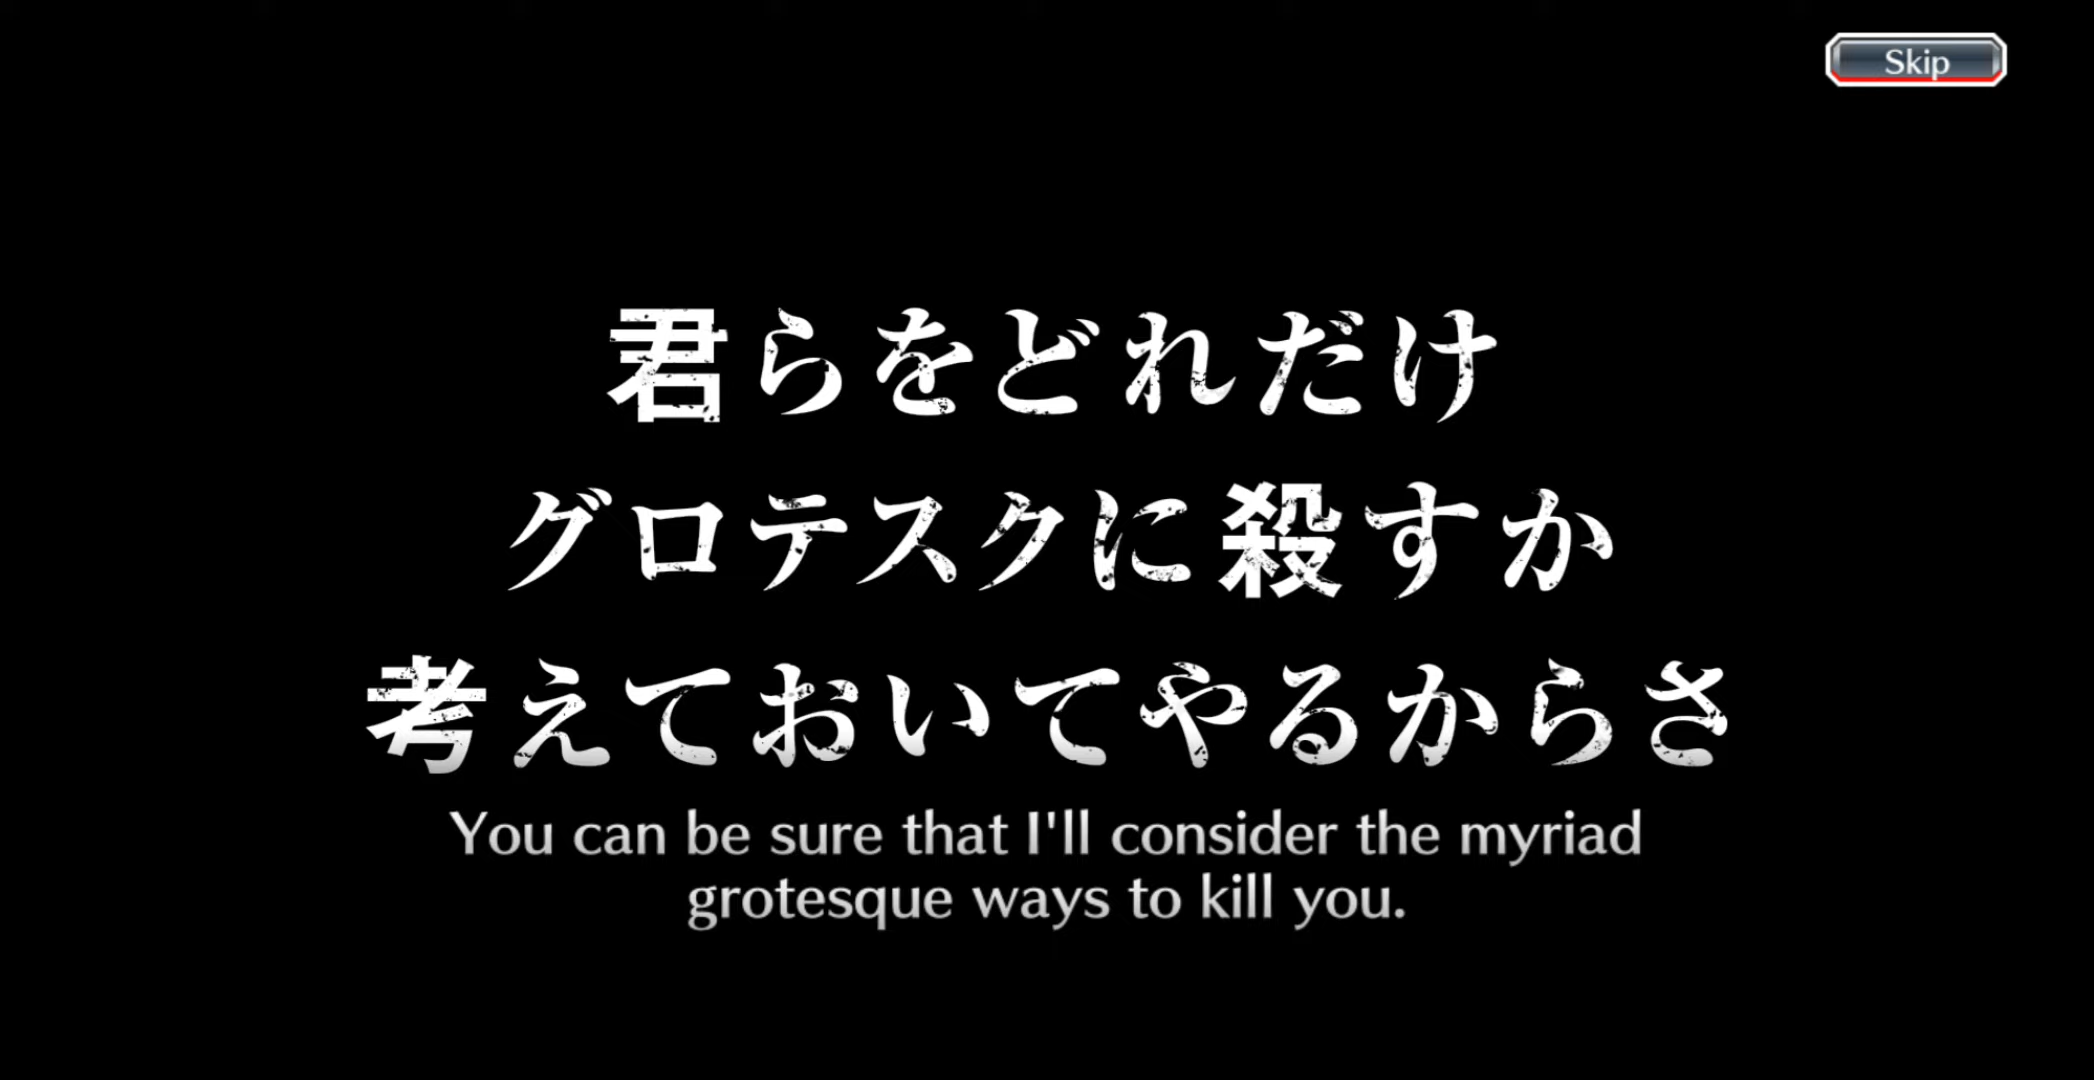 Skip
君らをどれだけ
グロテスクに殺すか
考えておいてやるからさ
You can be sure that I'll consider the myriad
grotesque ways to kill you.